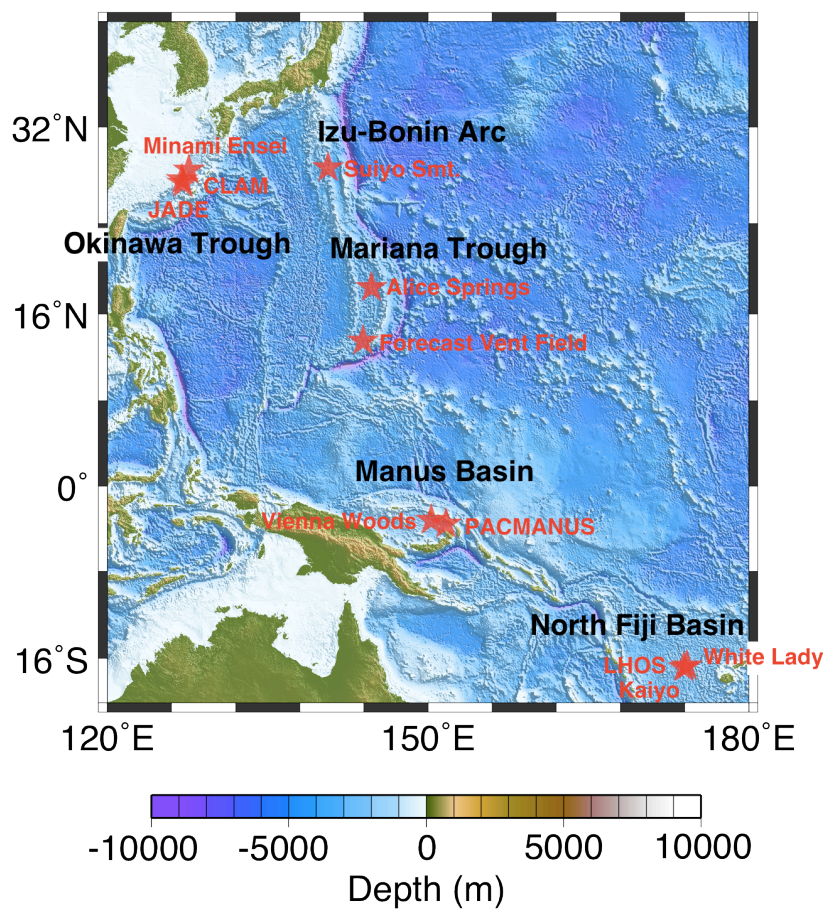 32°N
Izu-Bonin Arc
Minami Ensei
Suiyo Smt.
CLAM
JADE
Okinawa Trough
Mariana Trough
Alice Springs
16°N
Forecast Vent Field
Manus Basin
0°
Vienna Woods
PACMANUS
North Fiji Basin
16°S
LHOS
White Lady
Kaiyo
120°E
150°E
180°E
-10000
-5000
0
5000
10000
Depth (m)